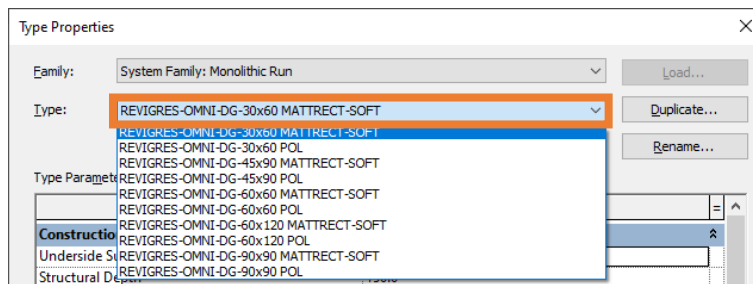 Type Properties
Family: System Family: Monolithic Run Load...
Type: REVIGRES-OMNI-DG-30x60 MATTRECT-SOFT Duplicate...
REVIGRES-OMNI-DG-30x60 MATTRECT-SOFT
REVIGRES-OMNI-DG-30x60 POL Rename...
REVIGRES-OMNI-DG-45x90 MATTRECT-SOFT
Type Paramete REVIGRES-OMNI-DG-45x90 POL
REVIGRES-OMNI-DG-60x60 MATTRECT-SOFT
REVIGRES-OMNI-DG-60x60 POL =
REVIGRES-OMNI-DG-60x120 MATTRECT-SOFT
Constructio REVIGRES-OMNI-DG-60x120 POL
Underside Su REVIGRES-OMNI-DG-90x90 MATTRECT-SOFT
REVIGRES-OMNI-DG-90x90 POL
Structural Depth